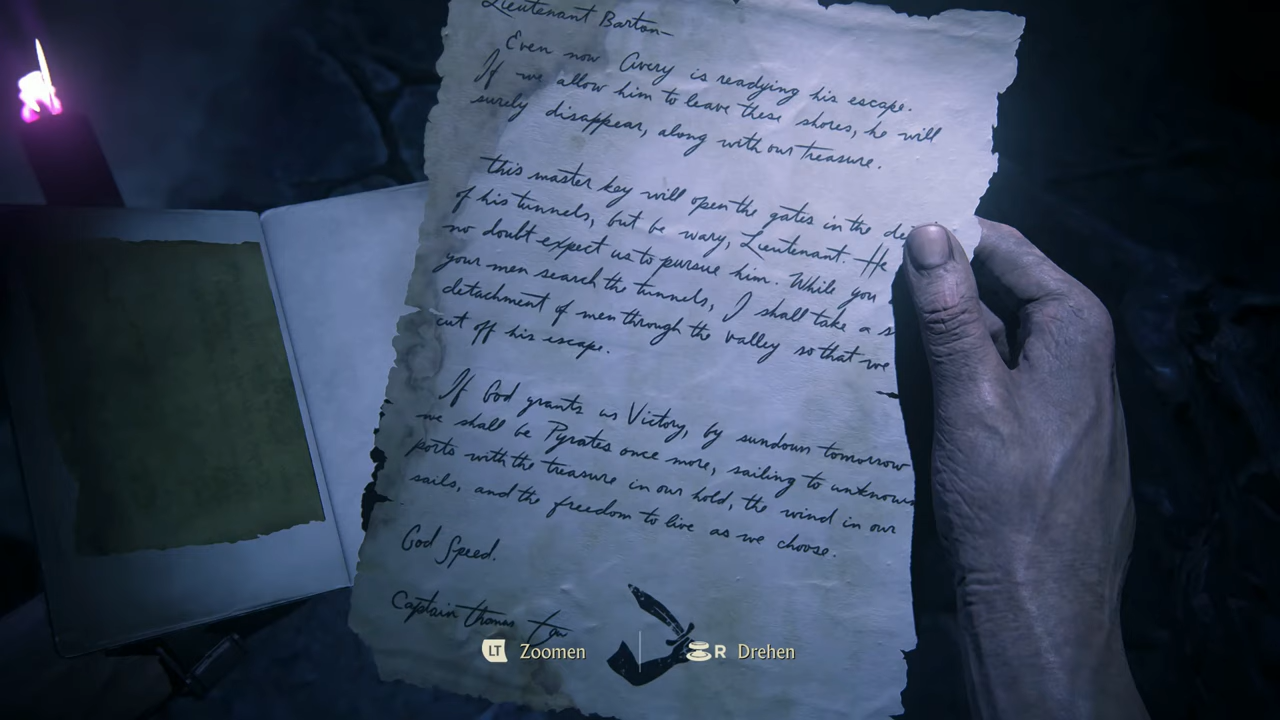 Lieutenant Barton—
Even now Avery is readying his escape.
If we allow him to leave these shores, he will
surely disappear, along with our treasure.
this master key will open the gates in the
of his tunnels, but be wary, Lieutenant. He
no doubt expect us to pursue him. While you
your men search the tunnels, I shall take a
detachment of men through the valley so that we
cut off his escape.
If God grants us Victory, by sundown tomorrow
we shall be Pyrates once more, sailing to unknown
ports with the treasure in our hold, the wind in our
sails, and the freedom to live as we choose.
God Speed.
Captain Thomas Tew
LT Zoomen R Drehen